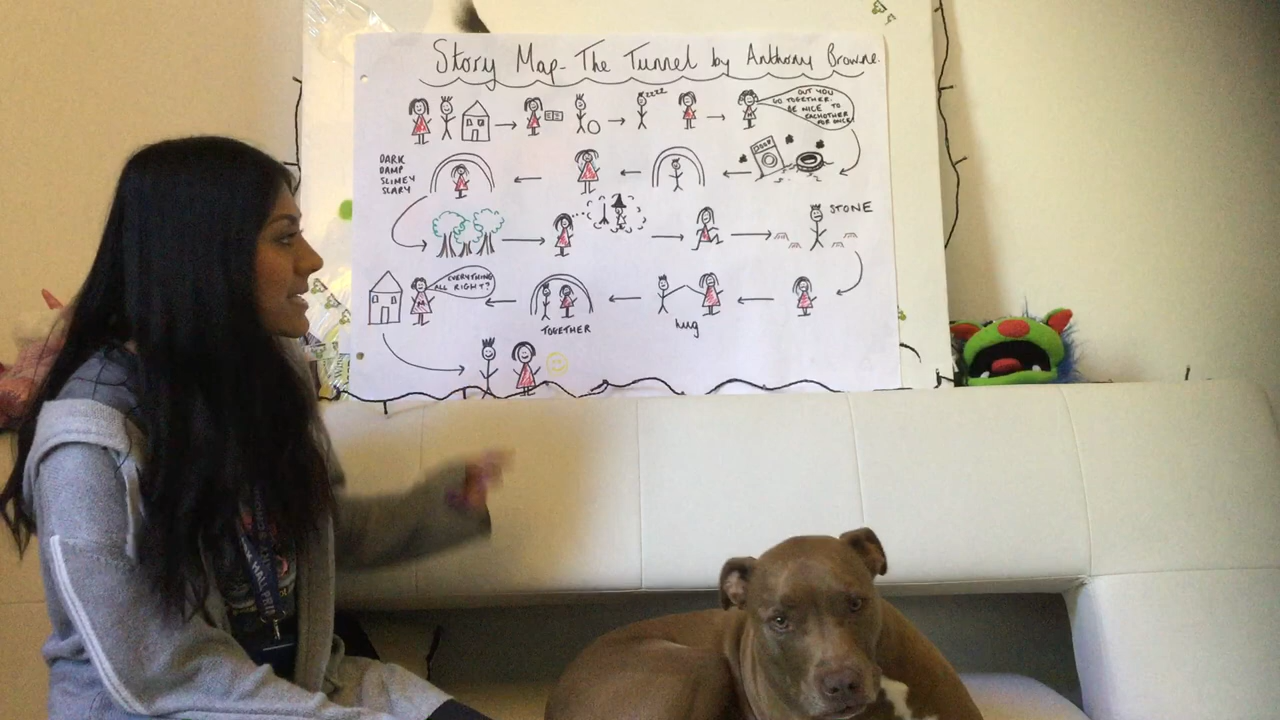 Story Map - The Tunnel by Anthony Browne.
zzzz
OUT YOU
GO TOGETHER.
BE NICE TO
EACHOTHER
FOR ONCE
DARK
DAMP
SLIMEY
SCARY
STONE
EVERYTHING
ALL RIGHT?
TOGETHER
hug